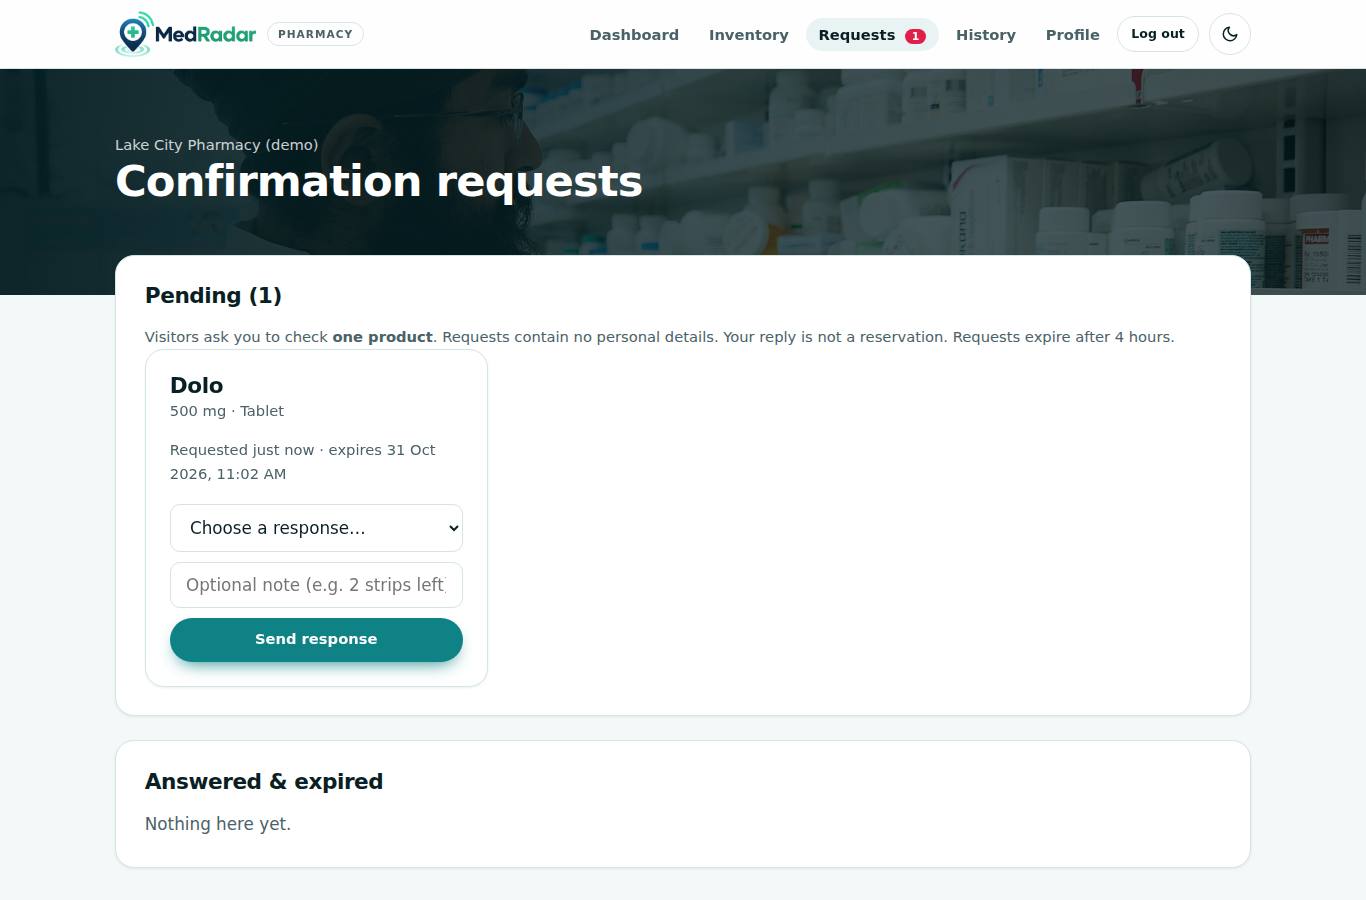 MedRadar
PHARMACY
Dashboard
Inventory
Requests 1
History
Profile
Log out
Lake City Pharmacy (demo)
Confirmation requests
Pending (1)
Visitors ask you to check one product. Requests contain no personal details. Your reply is not a reservation. Requests expire after 4 hours.
Dolo
500 mg · Tablet
Requested just now · expires 31 Oct
2026, 11:02 AM
Choose a response...
Optional note (e.g. 2 strips left
Send response
Answered & expired
Nothing here yet.